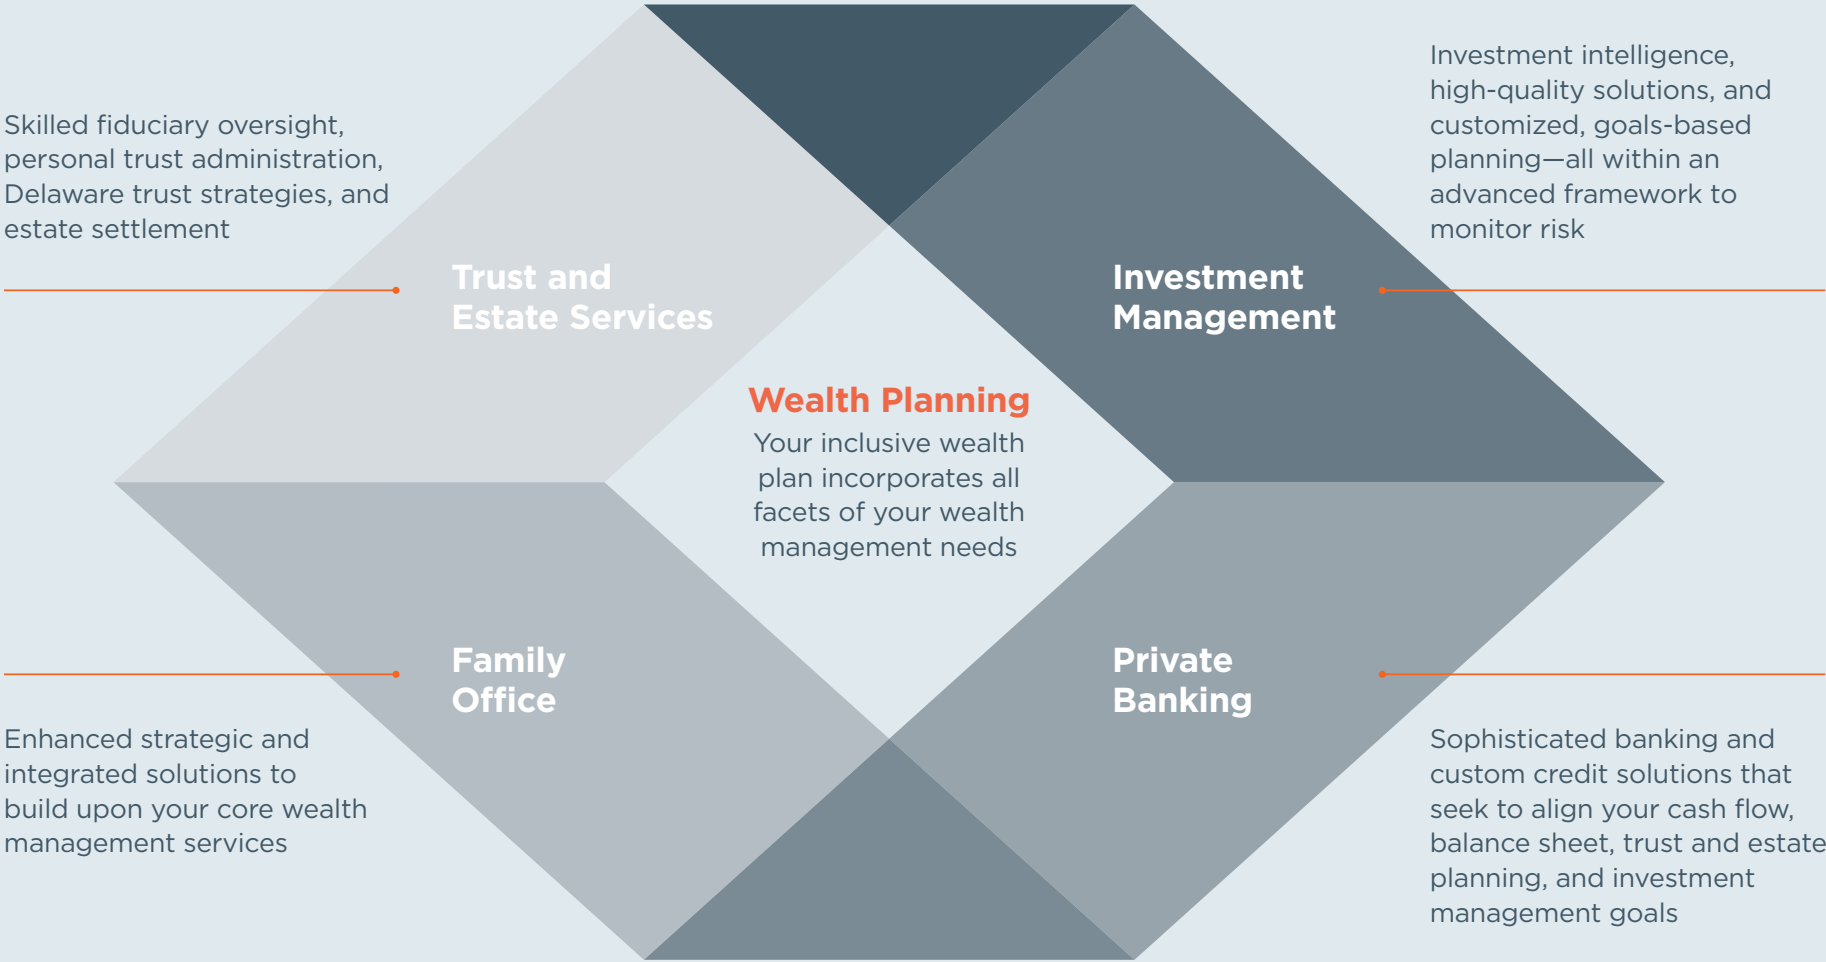 Skilled fiduciary oversight,
personal trust administration,
Delaware trust strategies, and
estate settlement
Trust and
Estate Services
Investment intelligence,
high-quality solutions, and
customized, goals-based
planning—all within an
advanced framework to
monitor risk
Investment
Management
Wealth Planning
Your inclusive wealth
plan incorporates all
facets of your wealth
management needs
Family
Office
Enhanced strategic and
integrated solutions to
build upon your core wealth
management services
Private
Banking
Sophisticated banking and
custom credit solutions that
seek to align your cash flow,
balance sheet, trust and estate
planning, and investment
management goals